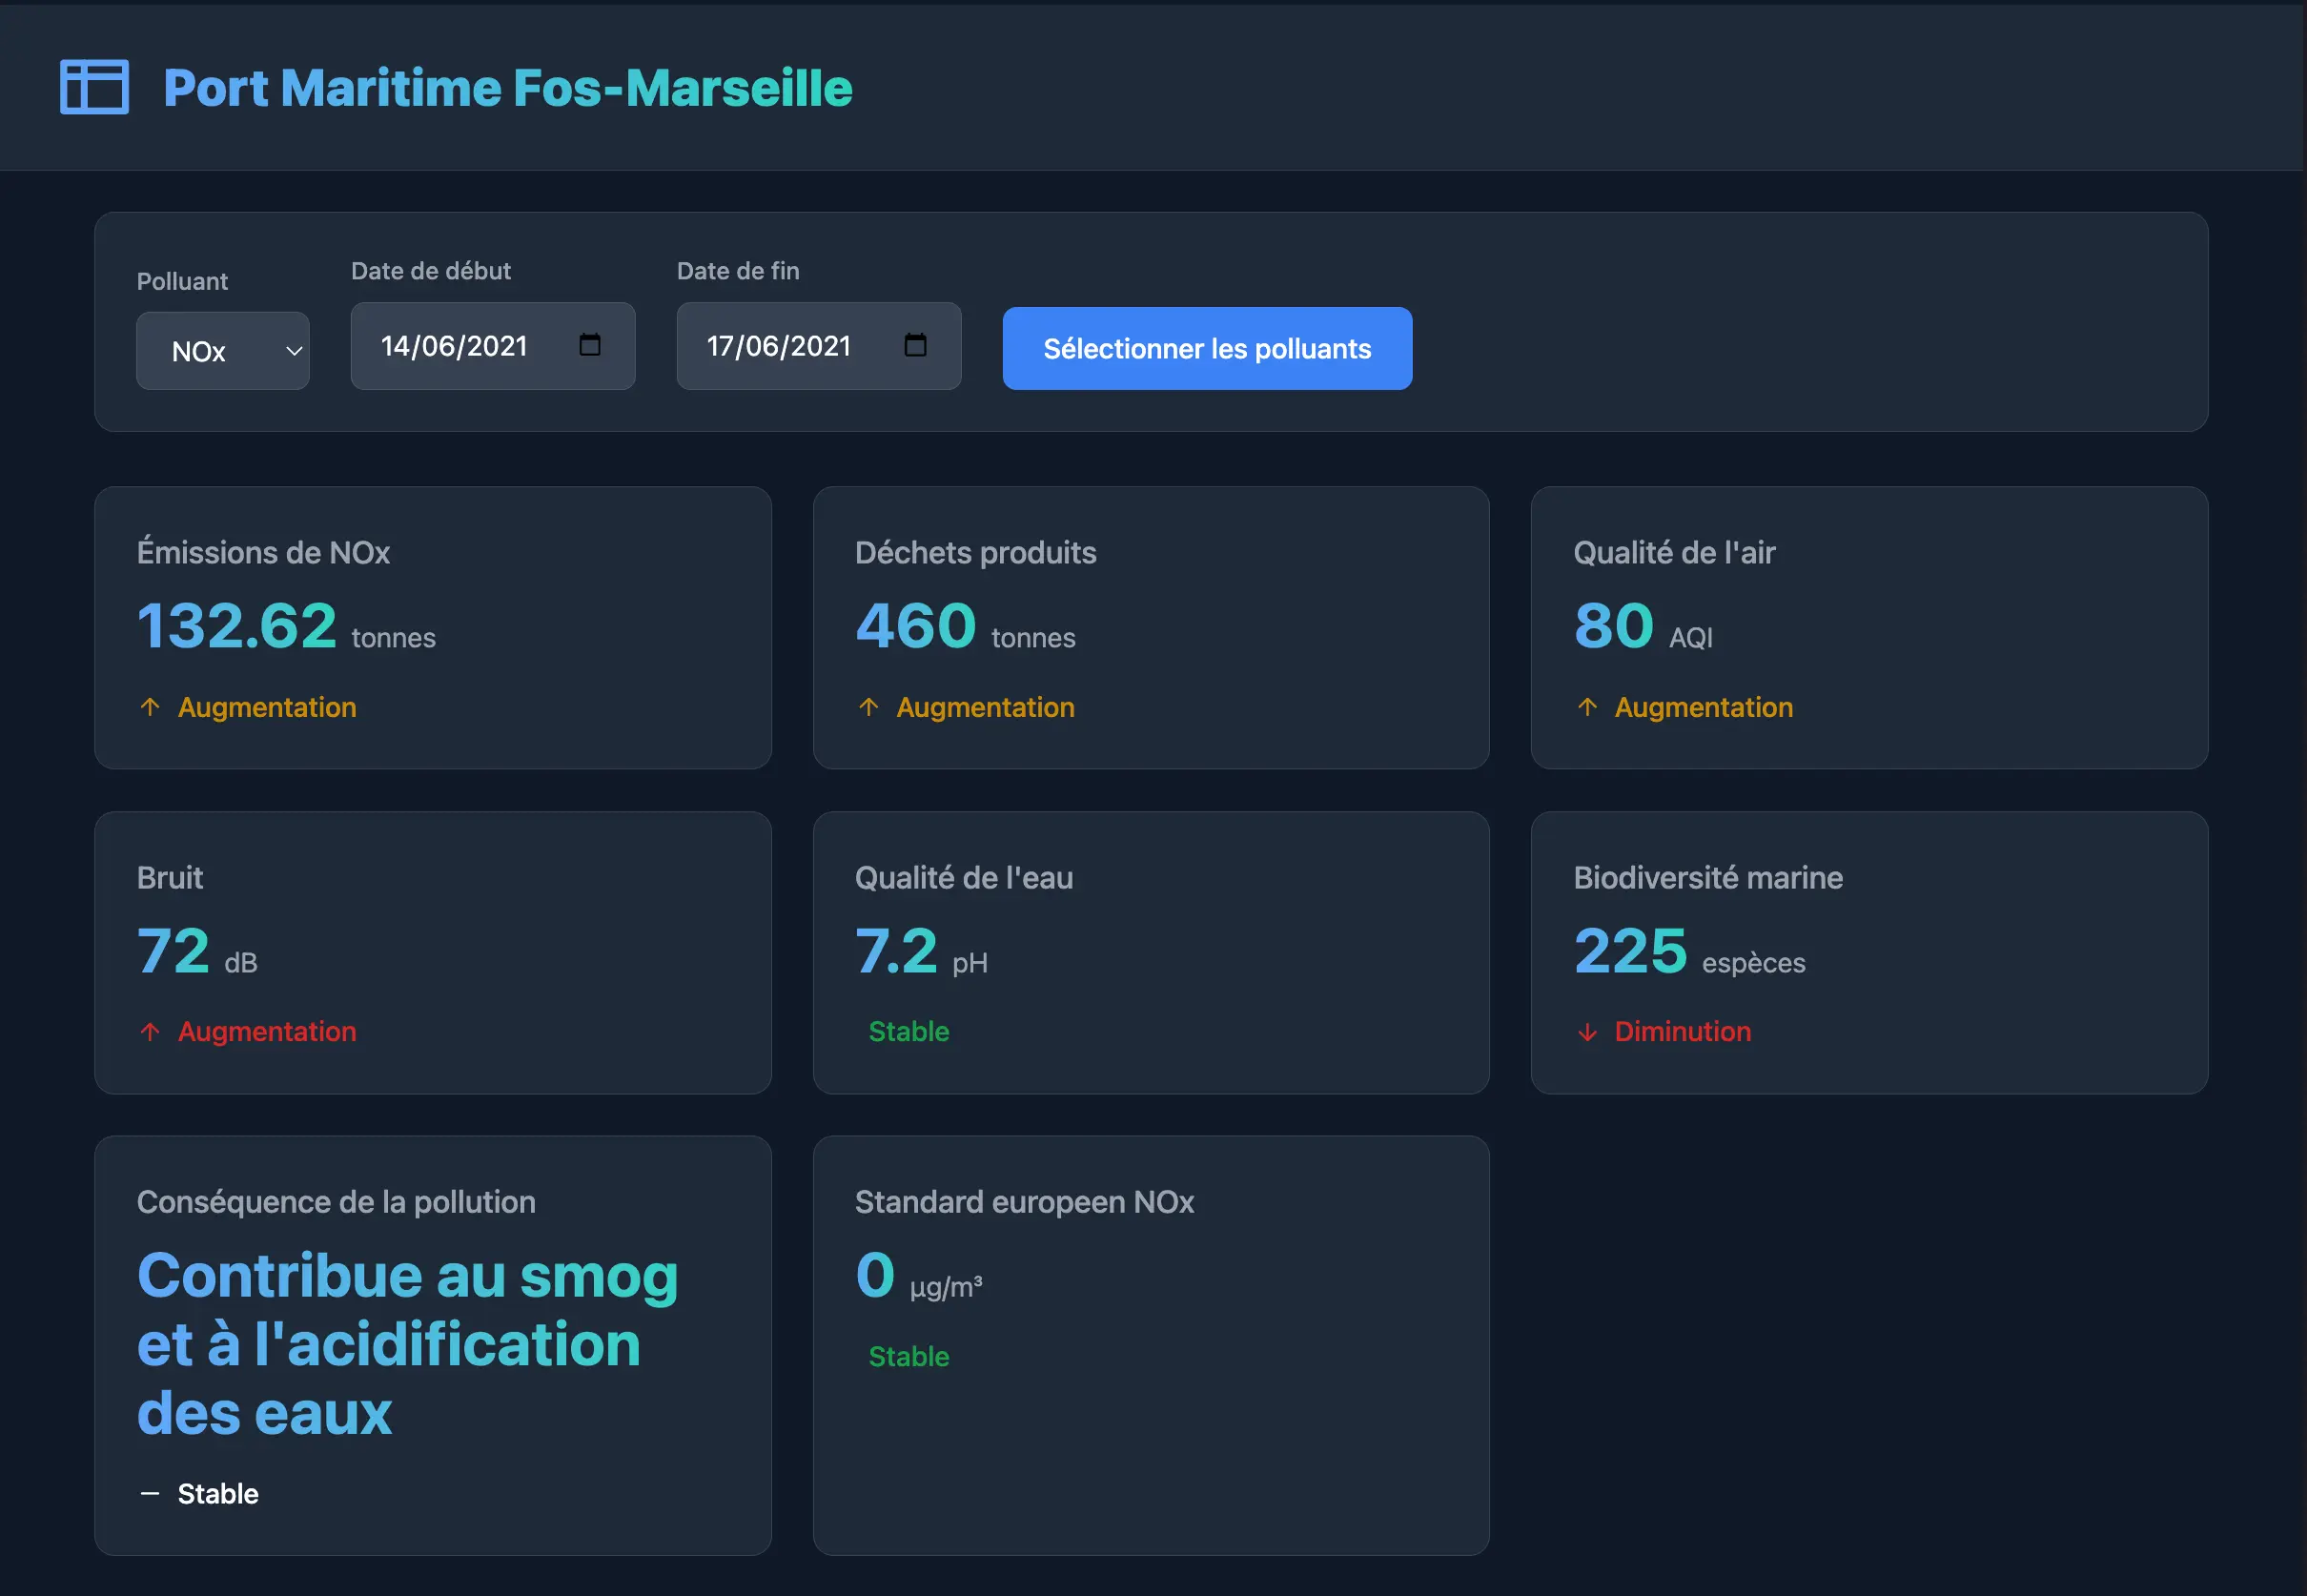 Port Maritime Fos-Marseille
Polluant
Date de début
Date de fin
NOx
14/06/2021
17/06/2021
Sélectionner les polluants
Émissions de NOx
132.62 tonnes
↑ Augmentation
Déchets produits
460 tonnes
↑ Augmentation
Qualité de l'air
80 AQI
↑ Augmentation
Bruit
72 dB
↑ Augmentation
Qualité de l'eau
7.2 pH
Stable
Biodiversité marine
225 espèces
↓ Diminution
Conséquence de la pollution
Contribue au smog
et à l'acidification
des eaux
— Stable
Standard europeen NOx
0 µg/m³
Stable